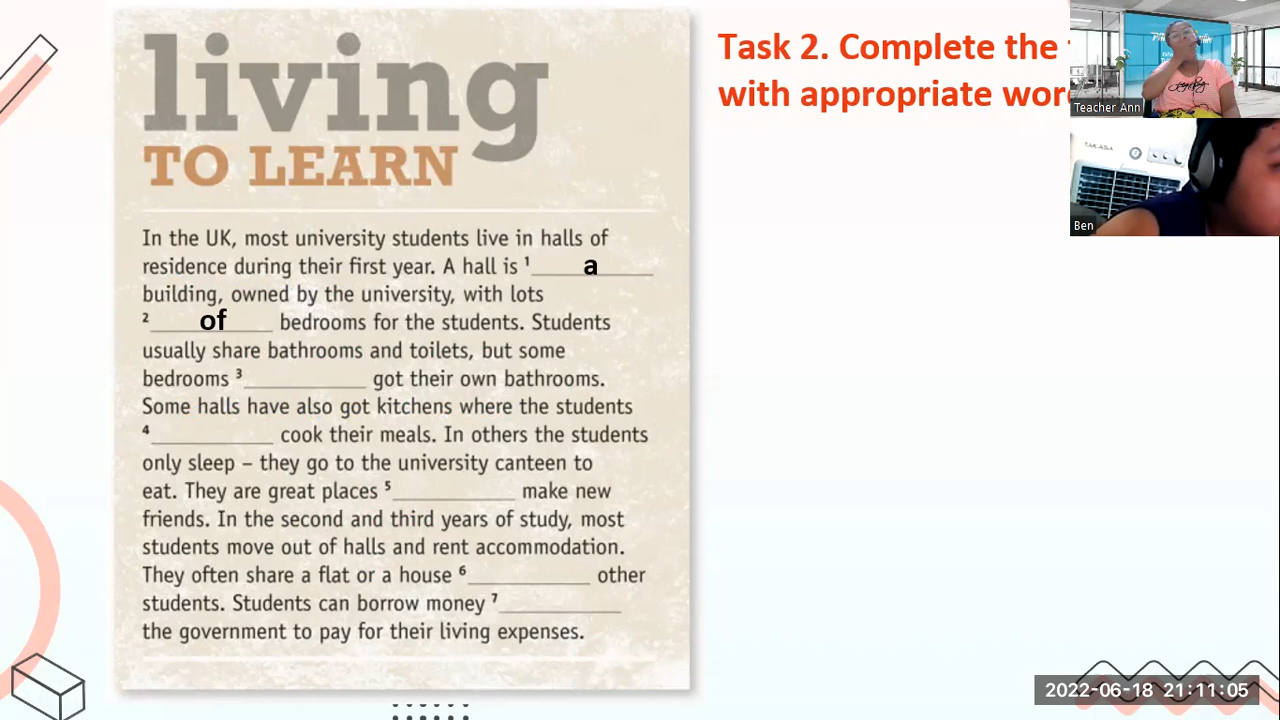 living
TO LEARN
In the UK, most university students live in halls of
residence during their first year. A hall is ¹ a
building, owned by the university, with lots
² of bedrooms for the students. Students
usually share bathrooms and toilets, but some
bedrooms ³____________ got their own bathrooms.
Some halls have also got kitchens where the students
⁴____________ cook their meals. In others the students
only sleep – they go to the university canteen to
eat. They are great places ⁵____________ make new
friends. In the second and third years of study, most
students move out of halls and rent accommodation.
They often share a flat or a house ⁶____________ other
students. Students can borrow money ⁷____________
the government to pay for their living expenses.
Task 2. Complete the
with appropriate
Teacher Ann
TAKASA
Ben
2022-06-18 21:11:05